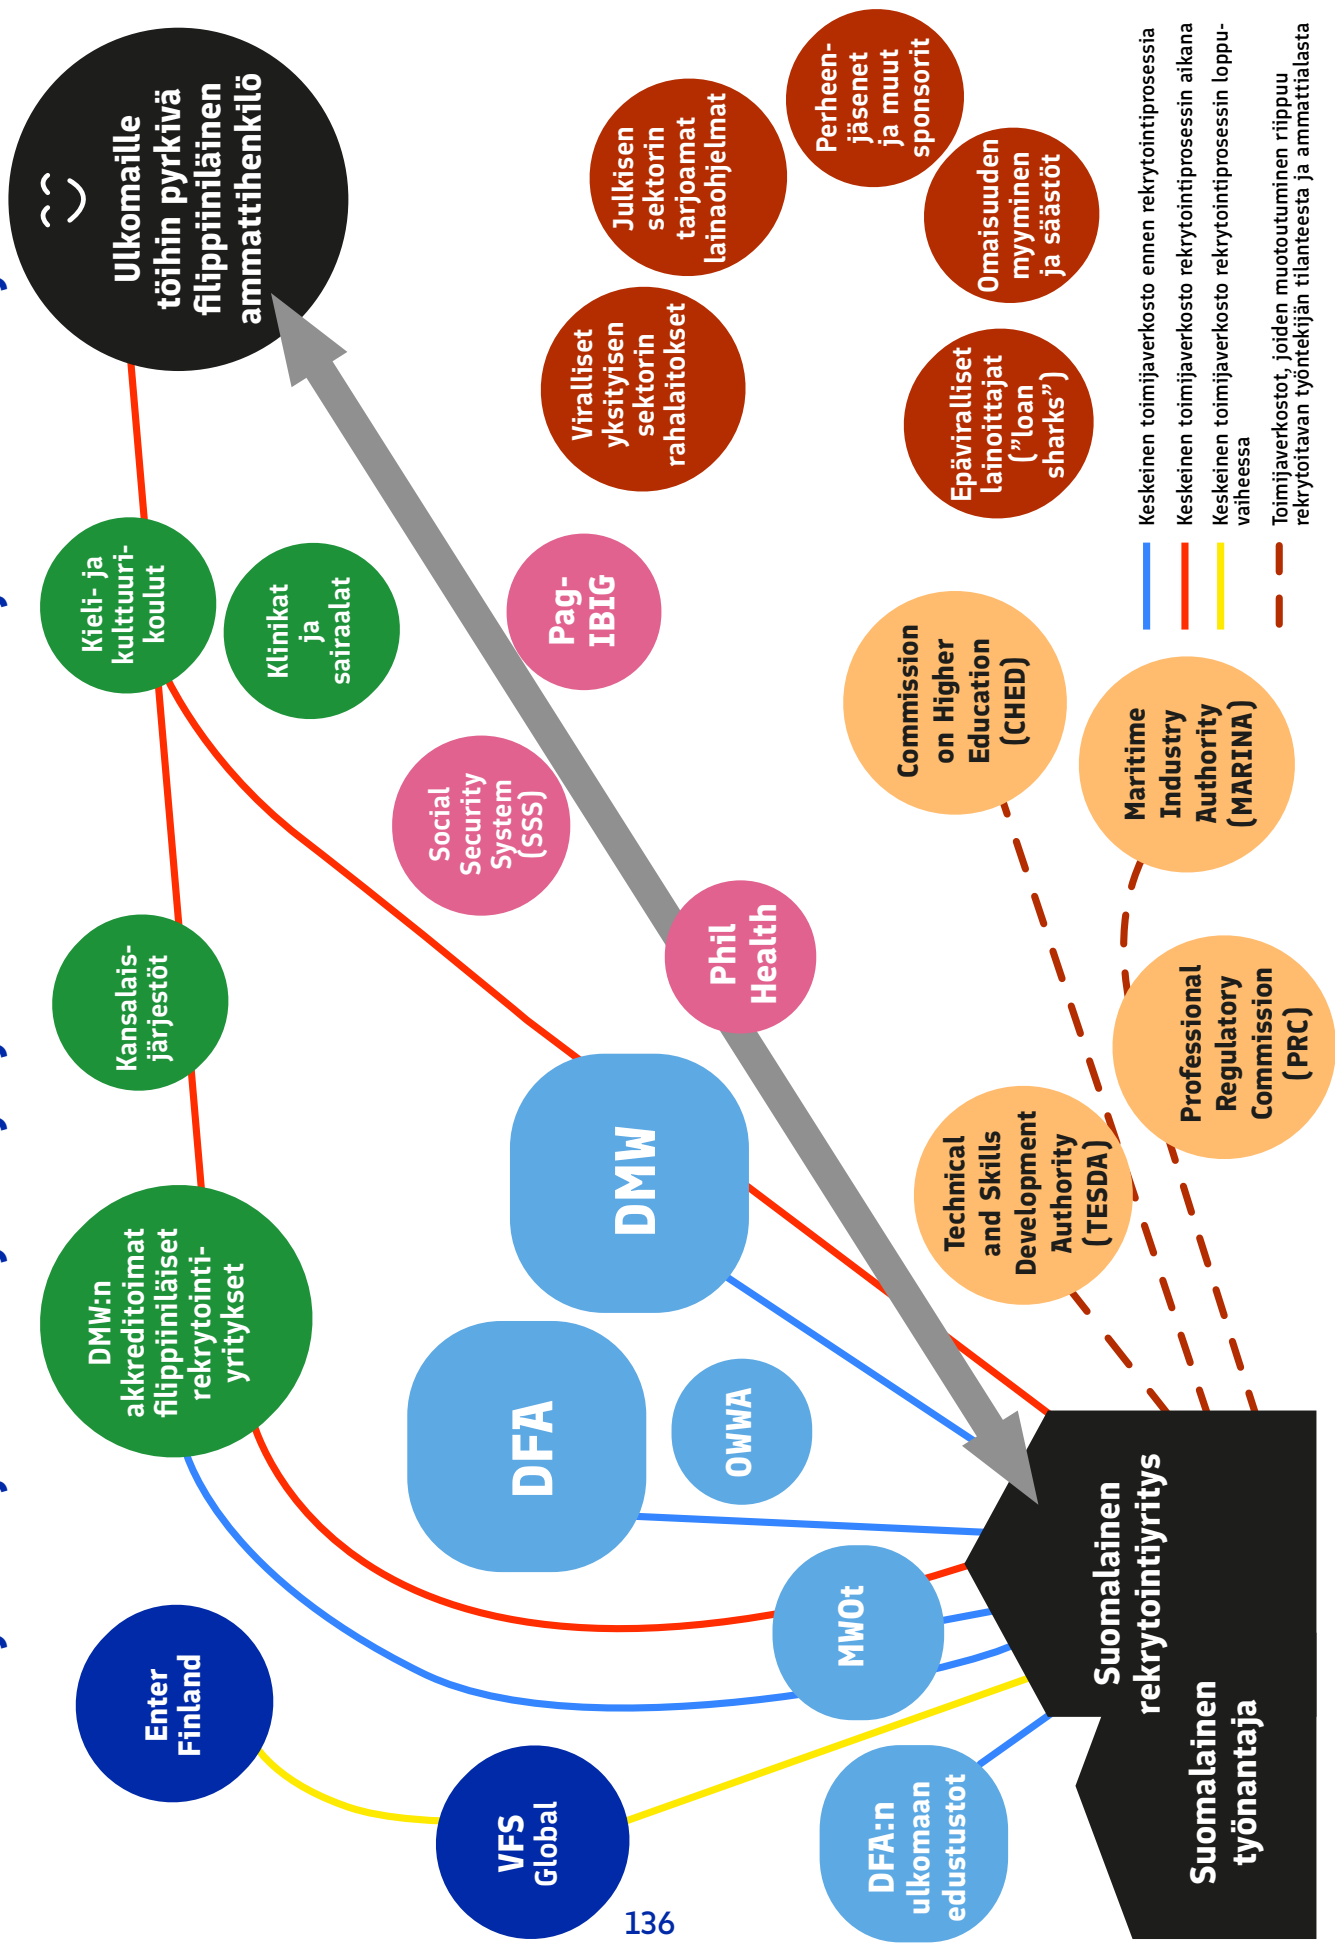 Enter
Finland
DMW:n
akkreditoimat
filippiiniläiset
rekrytointi-
yritykset
Kansalais-
järjestöt
Kieli- ja
kulttuuri-
koulut
Ulkomaille
töihin pyrkivä
filippiiniläinen
ammattihenkilö
Klinikat
ja
sairaalat
VFS
Global
DFA
Social
Security
System
(SSS)
Pag-
IBIG
DMW
Viralliset
yksityisen
sektorin
rahalaitokset
Julkisen
sektorin
tarjoamat
lainaohjelmat
OWWA
Phil
Health
Perheen-
jäsenet
ja muut
sponsorit
DFA:n
ulkomaan
edustustot
MWOt
Technical
and Skills
Development
Authority
(TESDA)
Commission
on Higher
Education
(CHED)
Epäviralliset
lainoittajat
("loan
sharks")
Omaisuuden
myyminen
ja säästöt
Suomalainen
rekrytointiyritys
Suomalainen
työnantaja
Professional
Regulatory
Commission
(PRC)
Maritime
Industry
Authority
(MARINA)
Keskeinen toimijaverkosto ennen rekrytointiprosessia
Keskeinen toimijaverkosto rekrytointiprosessin aikana
Keskeinen toimijaverkosto rekrytointiprosessin loppu-
vaiheessa
Toimijaverkostot, joiden muotoutuminen riippuu
rekrytoitavan työntekijän tilanteesta ja ammattialasta
136